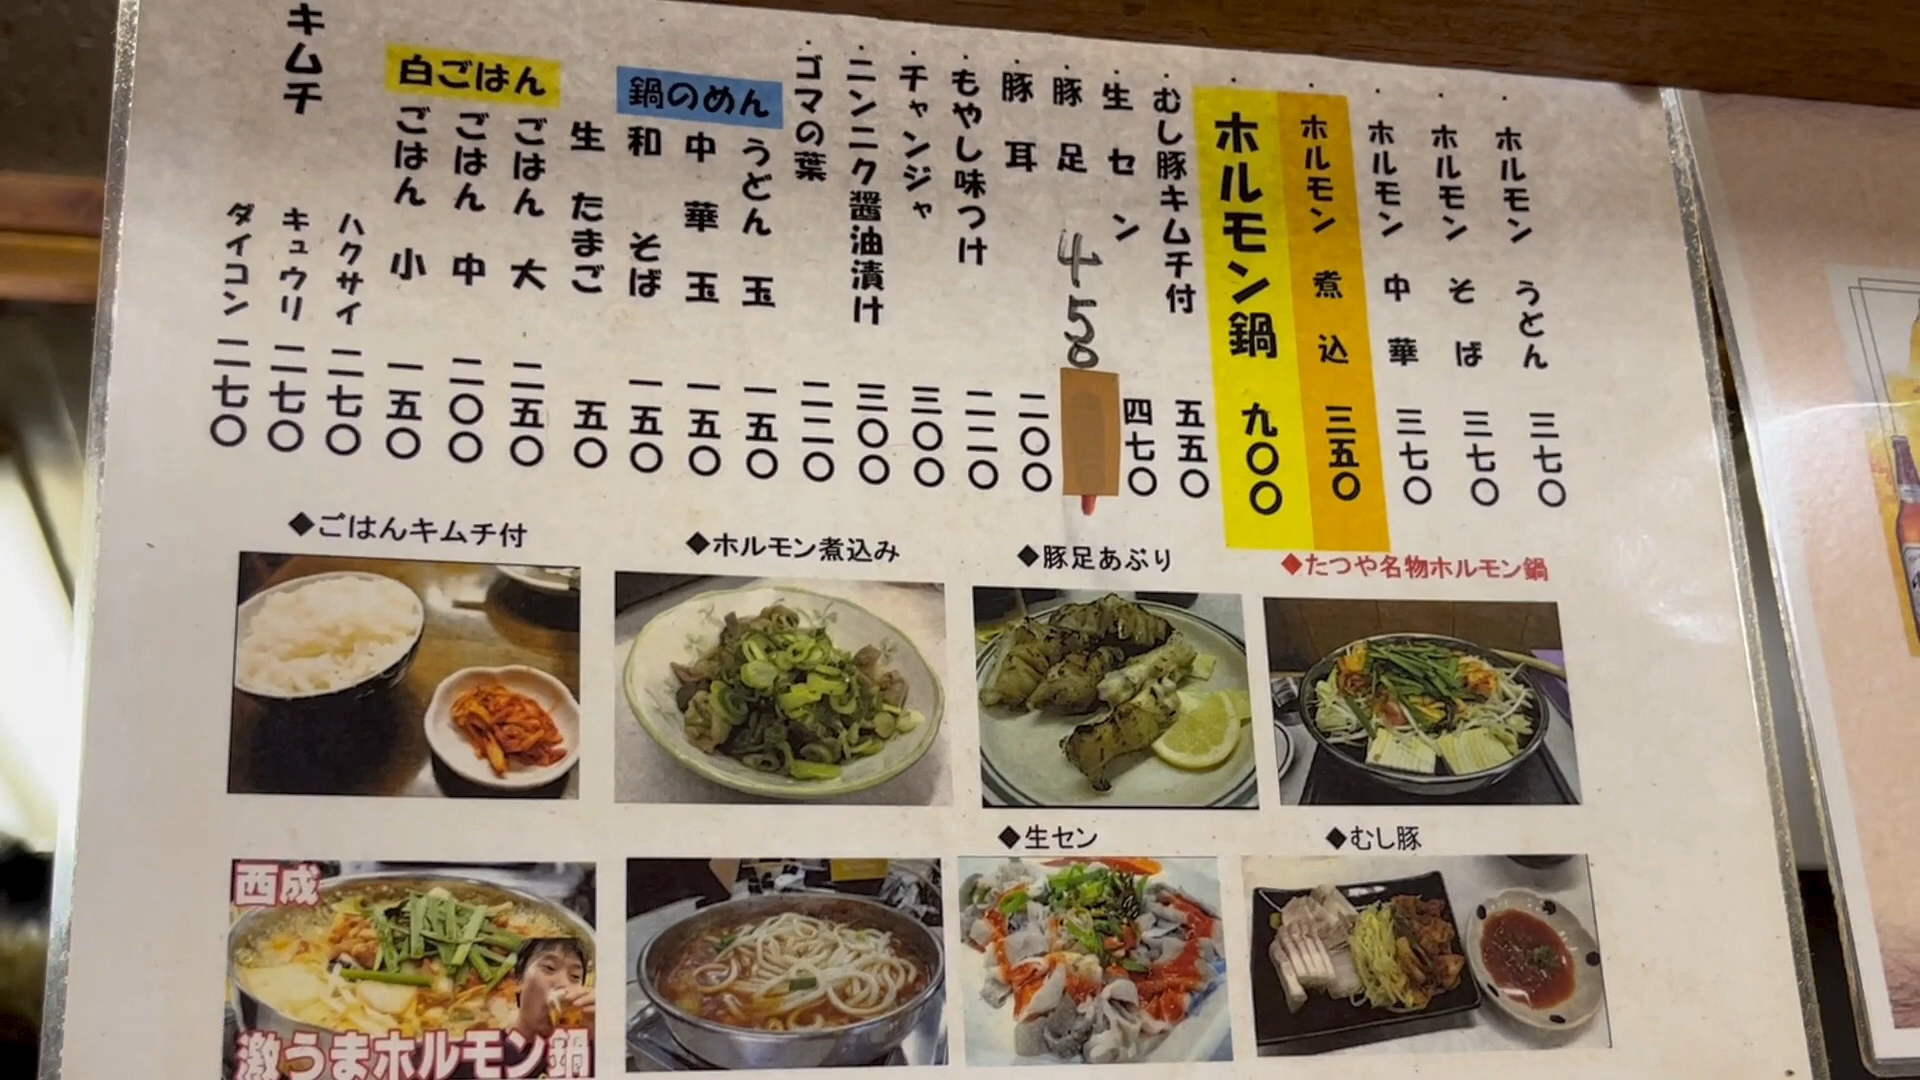 ・ホルモン うどん 三七〇
・ホルモン そば 三七〇
・ホルモン 中華 三七〇
・ホルモン 煮込 三五〇
・ホルモン鍋 九〇〇
・むし豚キムチ付 五五〇
・生セン 四七〇
・豚足 450
・豚耳 二〇〇
・もやし味つけ 二二〇
・チャンジャ 三〇〇
・ニンニク醤油漬け 三〇〇
・ゴマの葉 二二〇
鍋のめん
うどん 玉 一五〇
中華 玉 一五〇
和 そば 一五〇
生 たまご 五〇
白ごはん
ごはん 大 二五〇
ごはん 中 二〇〇
ごはん 小 一五〇
キムチ
ハクサイ 二七〇
キュウリ 二七〇
ダイコン 二七〇
◆ごはんキムチ付
◆ホルモン煮込み
◆豚足あぶり
◆たつや名物ホルモン鍋
◆生セン
◆むし豚
西成
激うまホルモン鍋